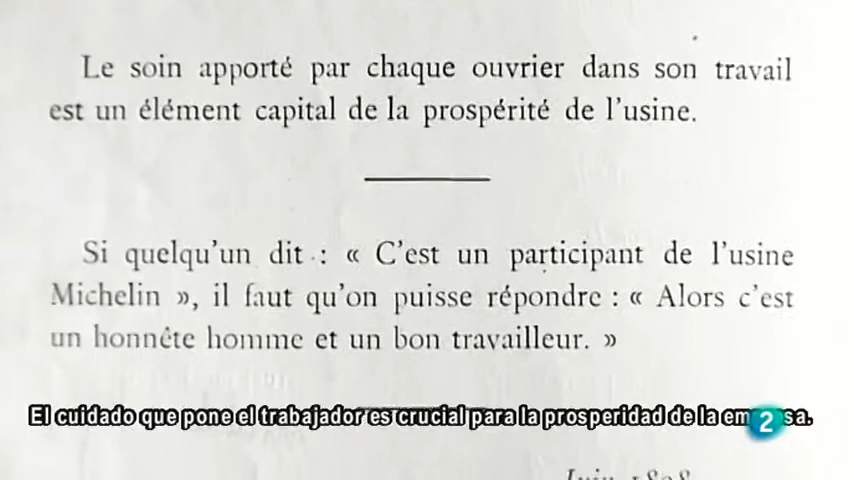 Le soin apporté par chaque ouvrier dans son travail
est un élément capital de la prospérité de l'usine.
Si quelqu'un dit : « C'est un participant de l'usine
Michelin », il faut qu'on puisse répondre : « Alors c'est
un honnête homme et un bon travailleur. »
El cuidado que pone el trabajador es crucial para la prosperidad de la
2